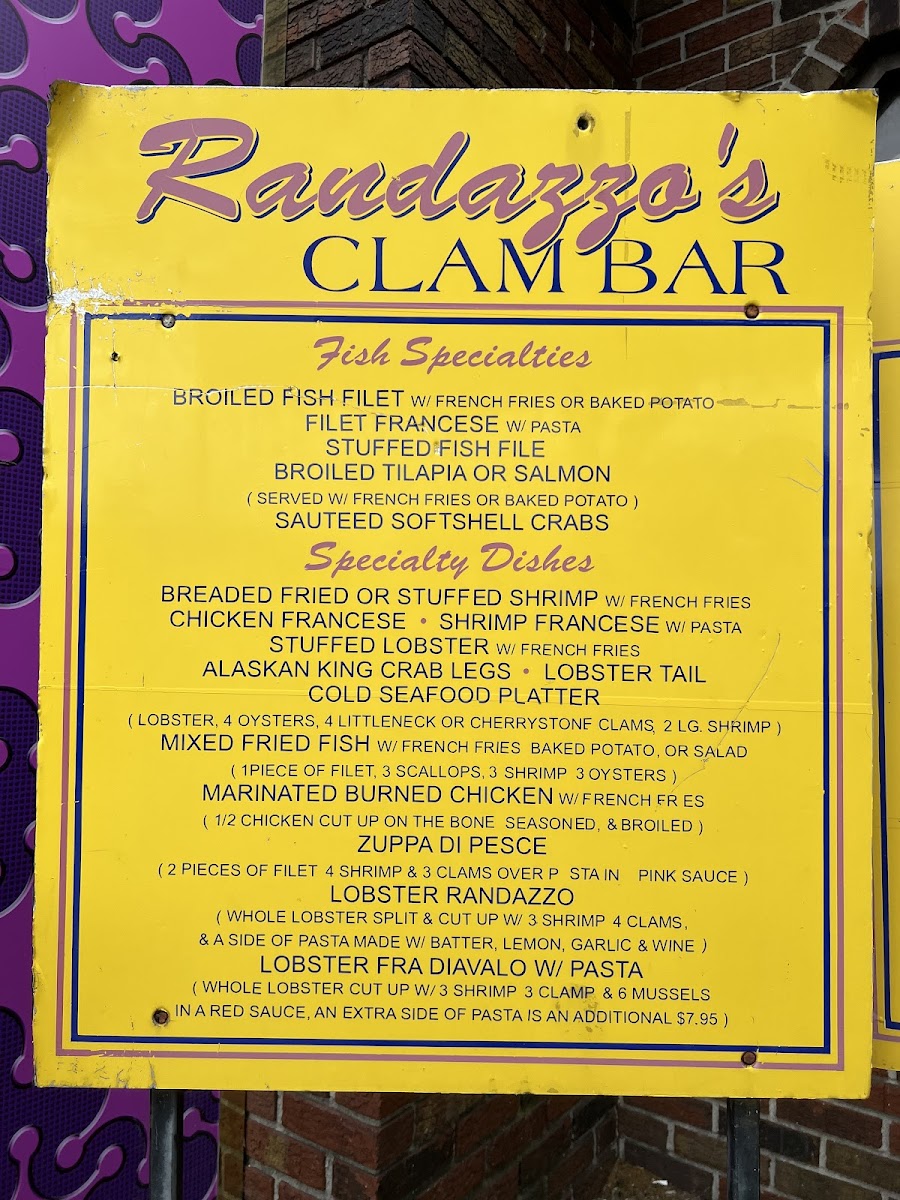 Randazzo's
CLAM BAR
Fish Specialties
BROILED FISH FILET W/ FRENCH FRIES OR BAKED POTATO
FILET FRANCESE W/ PASTA
STUFFED FISH FILE
BROILED TILAPIA OR SALMON
( SERVED W/ FRENCH FRIES OR BAKED POTATO )
SAUTEED SOFTSHELL CRABS
Specialty Dishes
BREADED FRIED OR STUFFED SHRIMP W/ FRENCH FRIES
CHICKEN FRANCESE • SHRIMP FRANCESE W/ PASTA
STUFFED LOBSTER W/ FRENCH FRIES
ALASKAN KING CRAB LEGS • LOBSTER TAIL
COLD SEAFOOD PLATTER
( LOBSTER, 4 OYSTERS, 4 LITTLENECK OR CHERRYSTONE CLAMS, 2 LG. SHRIMP )
MIXED FRIED FISH W/ FRENCH FRIES BAKED POTATO, OR SALAD
( 1PIECE OF FILET, 3 SCALLOPS, 3 SHRIMP 3 OYSTERS )
MARINATED BURNED CHICKEN W/ FRENCH FR ES
( 1/2 CHICKEN CUT UP ON THE BONE SEASONED, & BROILED )
ZUPPA DI PESCE
( 2 PIECES OF FILET 4 SHRIMP & 3 CLAMS OVER P STA IN PINK SAUCE )
LOBSTER RANDAZZO
( WHOLE LOBSTER SPLIT & CUT UP W/ 3 SHRIMP 4 CLAMS,
& A SIDE OF PASTA MADE W/ BATTER, LEMON, GARLIC & WINE )
LOBSTER FRA DIAVALO W/ PASTA
( WHOLE LOBSTER CUT UP W/ 3 SHRIMP 3 CLAMP & 6 MUSSELS
IN A RED SAUCE, AN EXTRA SIDE OF PASTA IS AN ADDITIONAL $7.95 )